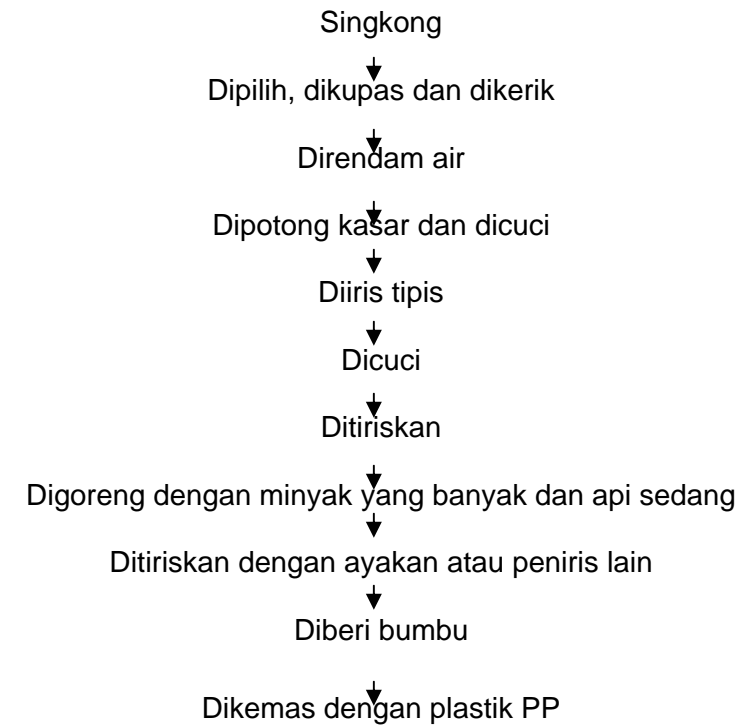 Singkong
Dipilih, dikupas dan dikerik
Direndam air
Dipotong kasar dan dicuci
Diiris tipis
Dicuci
Ditiriskan
Digoreng dengan minyak yang banyak dan api sedang
Ditiriskan dengan ayakan atau peniris lain
Diberi bumbu
Dikemas dengan plastik PP